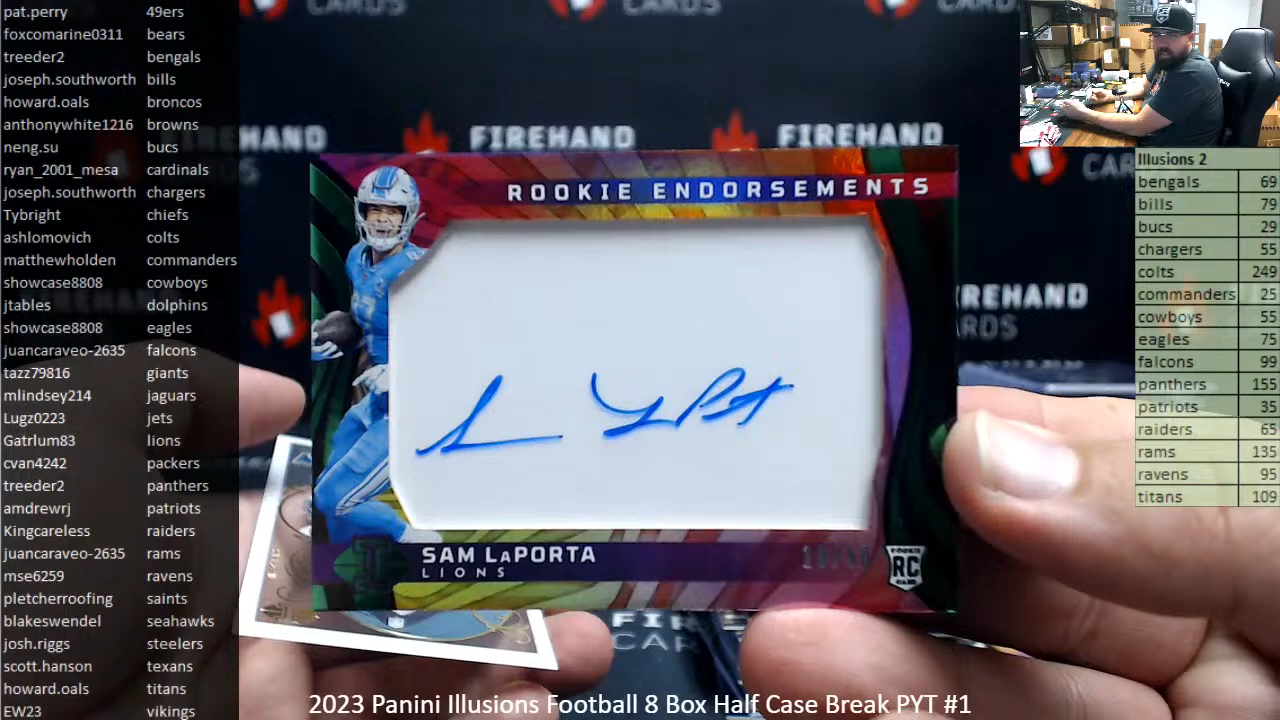 pat.perry 49ers
foxcomarine0311 bears
treeder2 bengals
joseph.southworth bills
howard.oals broncos
anthonywhite1216 browns
neng.su bucs
ryan_2001_mesa cardinals
joseph.southworth chargers
Tybright chiefs
ashlomovich colts
matthewholden commanders
showcase8808 cowboys
jtables dolphins
showcase8808 eagles
juancaraveo-2635 falcons
tazz79816 giants
mlindsey214 jaguars
Lugz0223 jets
Gatrlum83 lions
cvan4242 packers
treeder2 panthers
amdrewrj patriots
Kingcareless raiders
juancaraveo-2635 rams
mse6259 ravens
pletcherroofing saints
blakeswendel seahawks
josh.riggs steelers
scott.hanson texans
howard.oals titans
EW23 vikings
CARDS
FIREHAND
FIREHAND
ROOKIE ENDORSEMENTS
SAM LAPORTA
LIONS
RC
Illusions 2
bengals 69
bills 79
bucs 29
chargers 55
colts 249
commanders 25
cowboys 55
eagles 75
falcons 99
panthers 155
patriots 35
raiders 65
rams 135
ravens 95
titans 109
2023 Panini Illusions Football 8 Box Half Case Break PYT #1